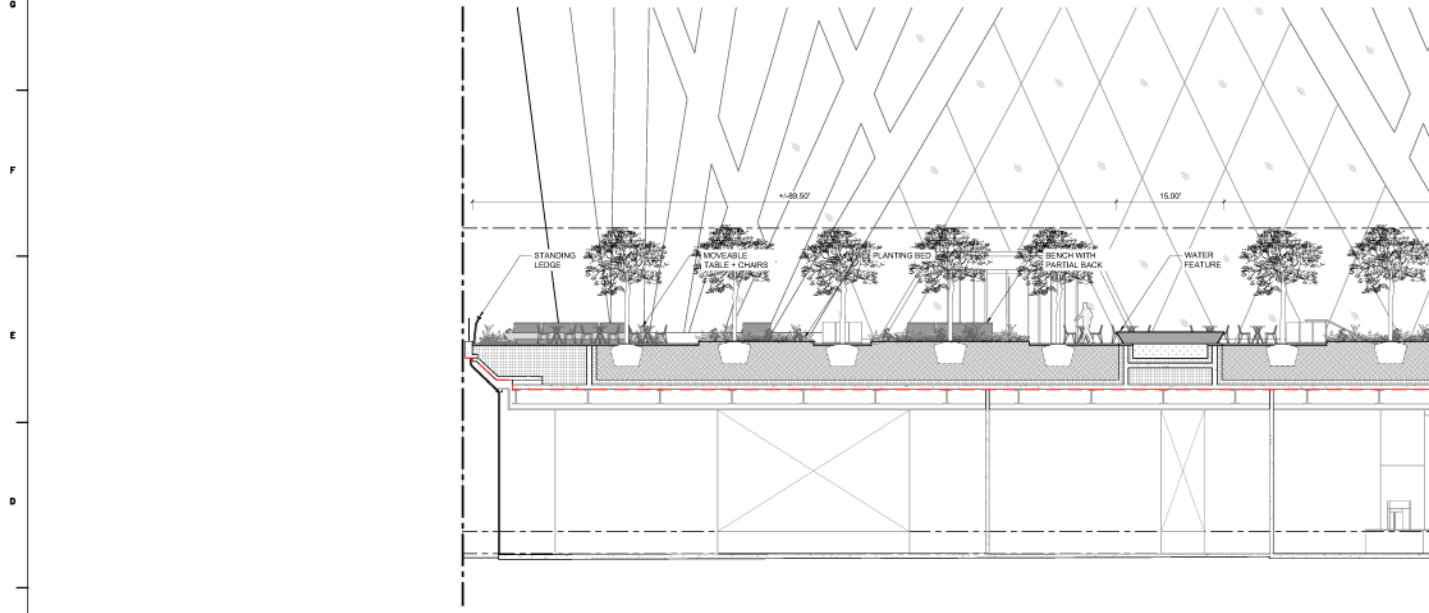 G
F
+/-89.50'
15.00'
STANDING
LEDGE
MOVEABLE
TABLE + CHAIRS
PLANTING BED
BENCH WITH
PARTIAL BACK
WATER
FEATURE
E
D